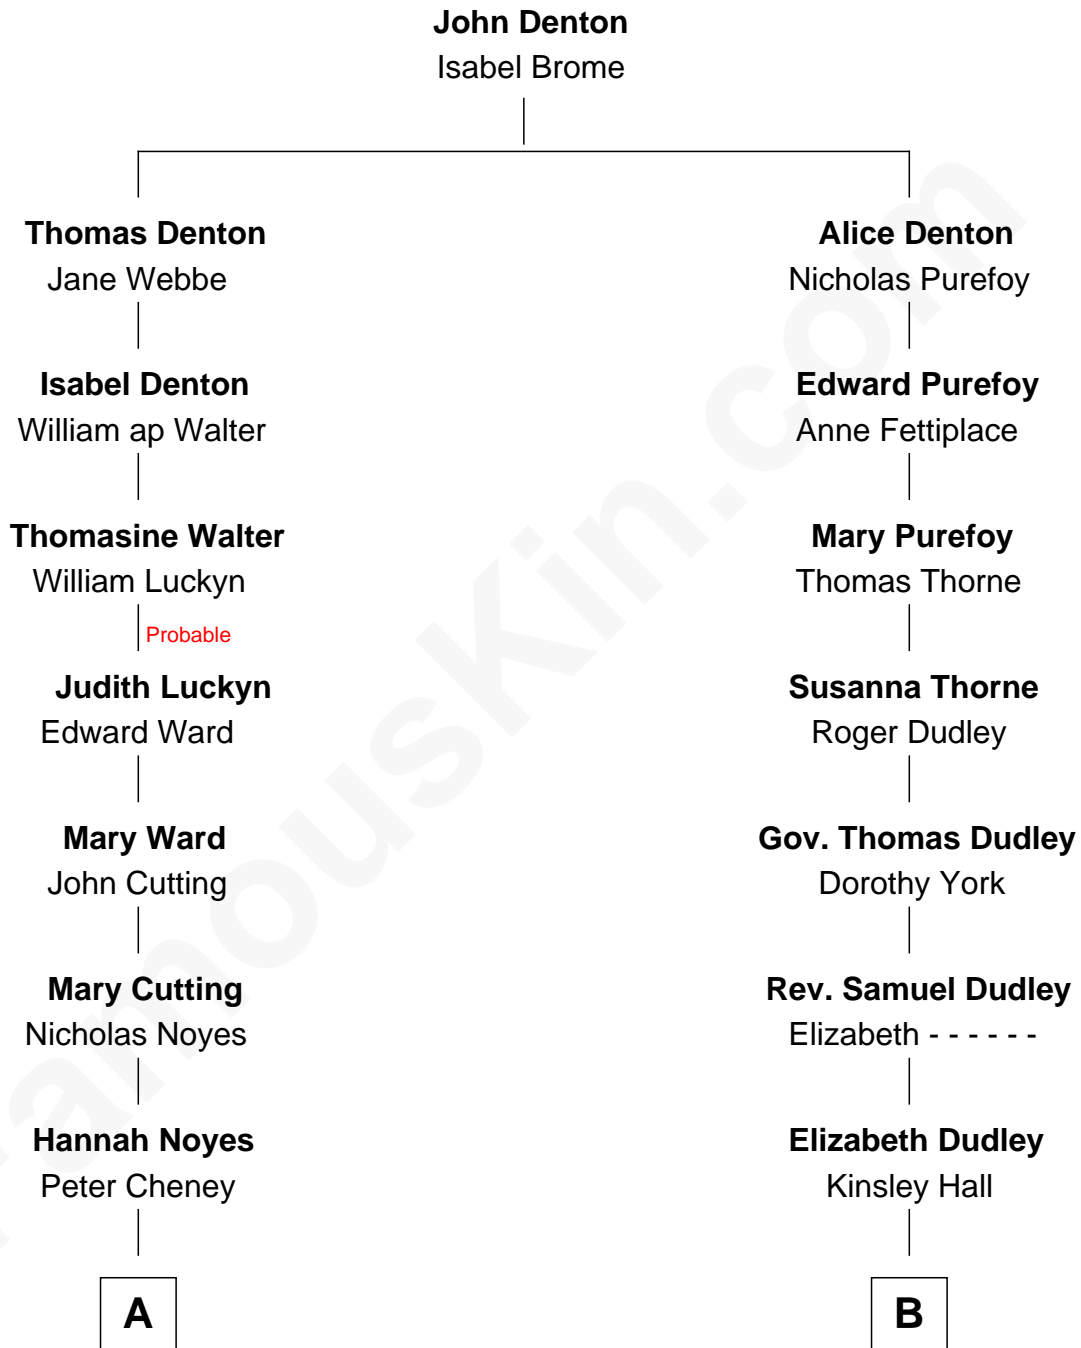 John Denton
Isabel Brome
Thomas Denton
Jane Webbe
Alice Denton
Nicholas Purefoy
Isabel Denton
William ap Walter
Edward Purefoy
Anne Fettiplace
Thomasine Walter
William Luckyn
Mary Purefoy
Thomas Thorne
Probable
Judith Luckyn
Edward Ward
Susanna Thorne
Roger Dudley
Mary Ward
John Cutting
Gov. Thomas Dudley
Dorothy York
Mary Cutting
Nicholas Noyes
Rev. Samuel Dudley
Elizabeth - - - - - -
Hannah Noyes
Peter Cheney
Elizabeth Dudley
Kinsley Hall
A
B
FamousKin.com